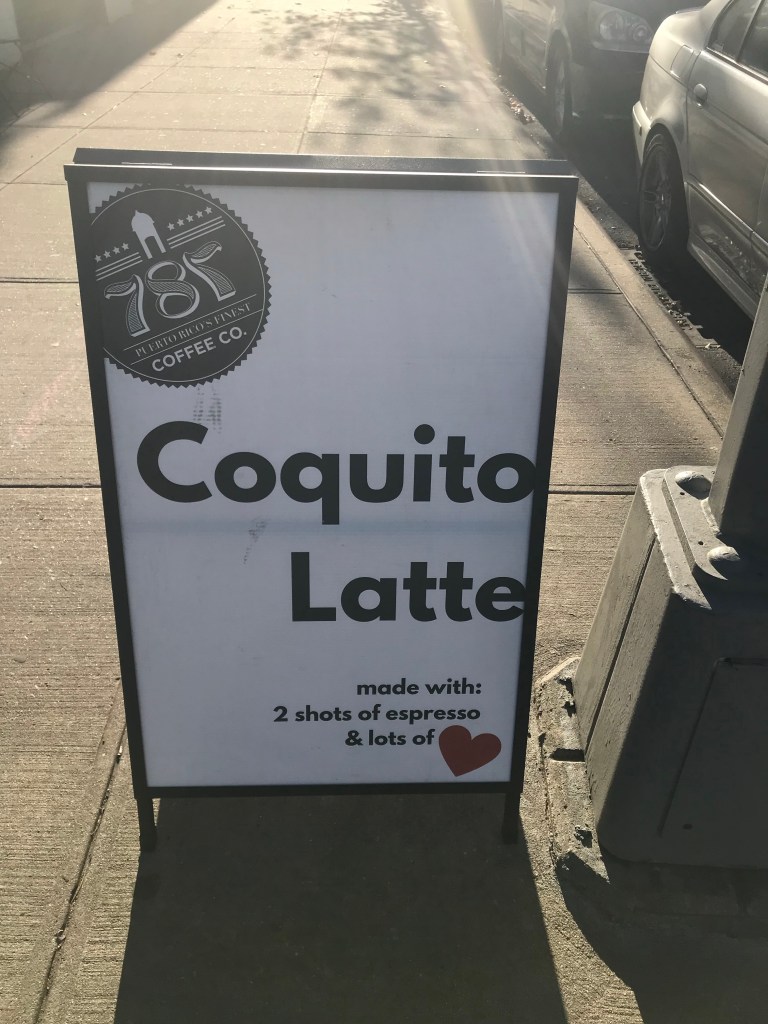 787
PUERTO RICO'S FINEST
COFFEE CO.
Coquito
Latte
made with:
2 shots of espresso
& lots of